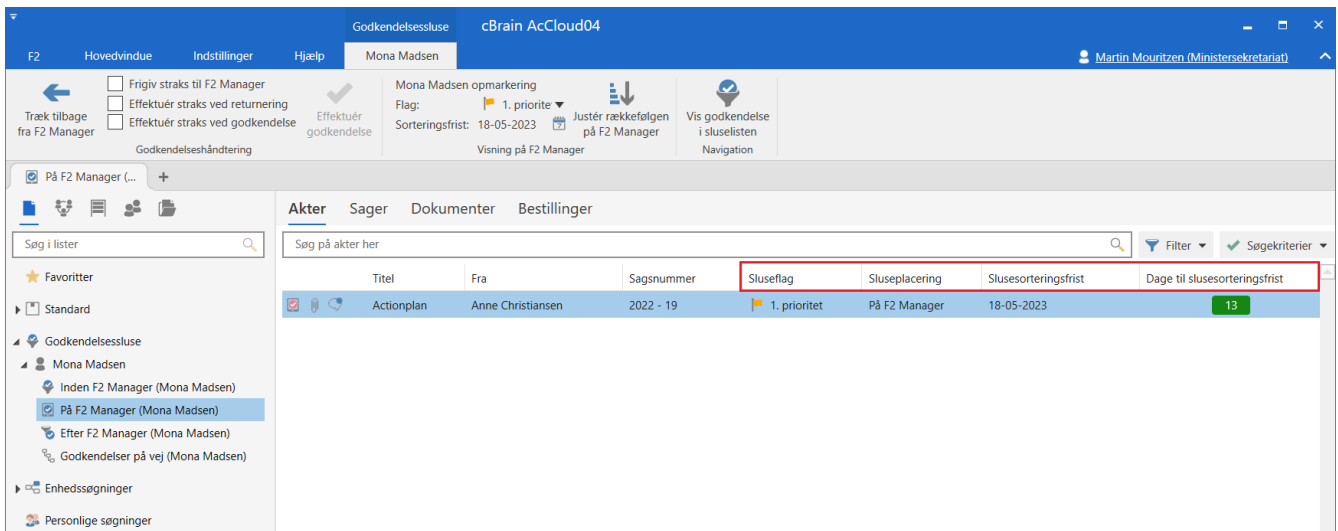 Godkendelsessluse
cBrain AcCloud04
F2 Hovedvindue Indstillinger Hjælp Mona Madsen
Martin Mouritzen (Ministersekretariat)
Træk tilbage
fra F2 Manager
Frigiv straks til F2 Manager
Effektuér straks ved returnering
Effektuér straks ved godkendelse
Effektuér
godkendelse
Godkendelseshåndtering
Mona Madsen opmarkering
Flag: 1. priorite
Sorteringsfrist: 18-05-2023
Justér rækkefølgen
på F2 Manager
Visning på F2 Manager
Vis godkendelse
i sluselisten
Navigation
På F2 Manager (... +
Søg i lister
Favoritter
Standard
Godkendelsessluse
Mona Madsen
Inden F2 Manager (Mona Madsen)
På F2 Manager (Mona Madsen)
Efter F2 Manager (Mona Madsen)
Godkendelser på vej (Mona Madsen)
Enhedssøgninger
Personlige søgninger
Akter Sager Dokumenter Bestillinger
Søg på akter her
Filter Søgekriterier
Titel Fra Sagsnummer Sluseflag Sluseplacering Slusesorteringsfrist Dage til slusesorteringsfrist
Actionplan Anne Christiansen 2022 - 19 1. prioritet På F2 Manager 18-05-2023 13